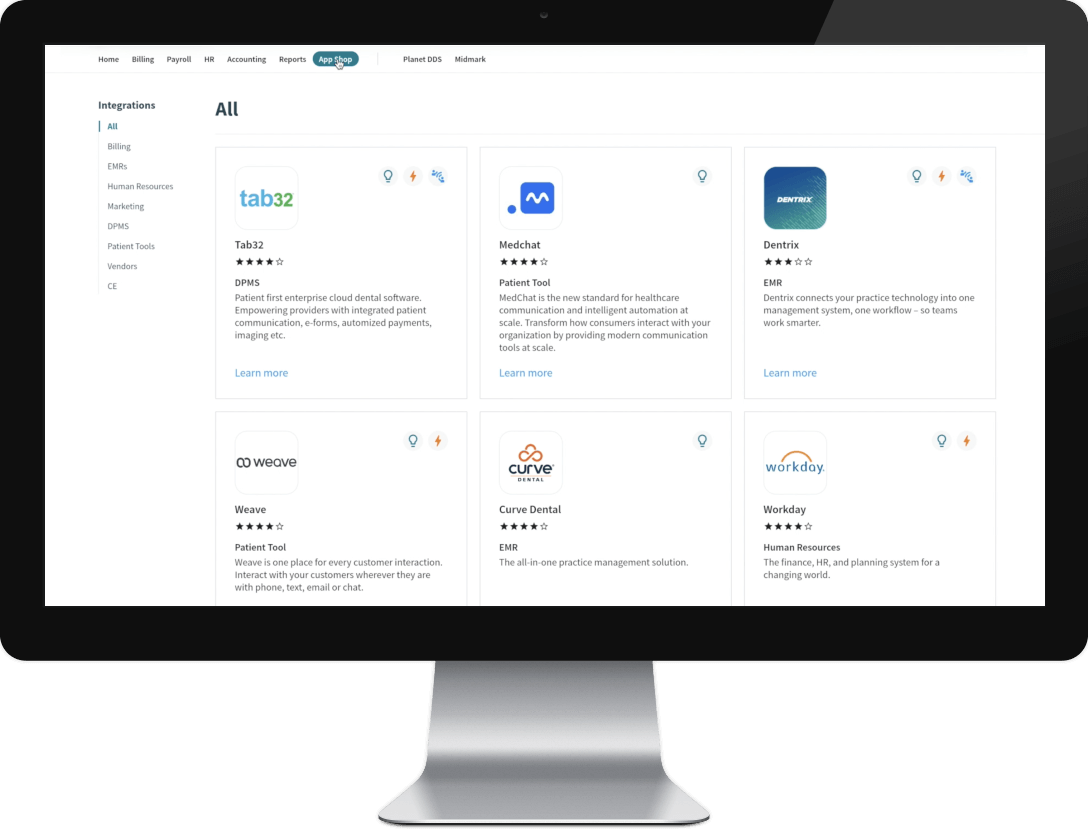 Home Billing Payroll HR Accounting Reports App Shop Planet DDS Midmark
Integrations
All
Billing
EMRs
Human Resources
Marketing
DPMS
Patient Tools
Vendors
CE
All
tab32
Tab32
DPMS
Patient first enterprise cloud dental software.
Empowering providers with integrated patient
communication, e-forms, automized payments,
imaging etc.
Learn more
Medchat
Patient Tool
MedChat is the new standard for healthcare
communication and intelligent automation at
scale. Transform how consumers interact with your
organization by providing modern communication
tools at scale.
Learn more
DENTRIX
Dentrix
EMR
Dentrix connects your practice technology into one
management system, one workflow – so teams
work smarter.
Learn more
weave
Weave
Patient Tool
Weave is one place for every customer interaction.
Interact with your customers wherever they are
with phone, text, email or chat.
curve
DENTAL
Curve Dental
EMR
The all-in-one practice management solution.
workday.
Workday
Human Resources
The finance, HR, and planning system for a
changing world.